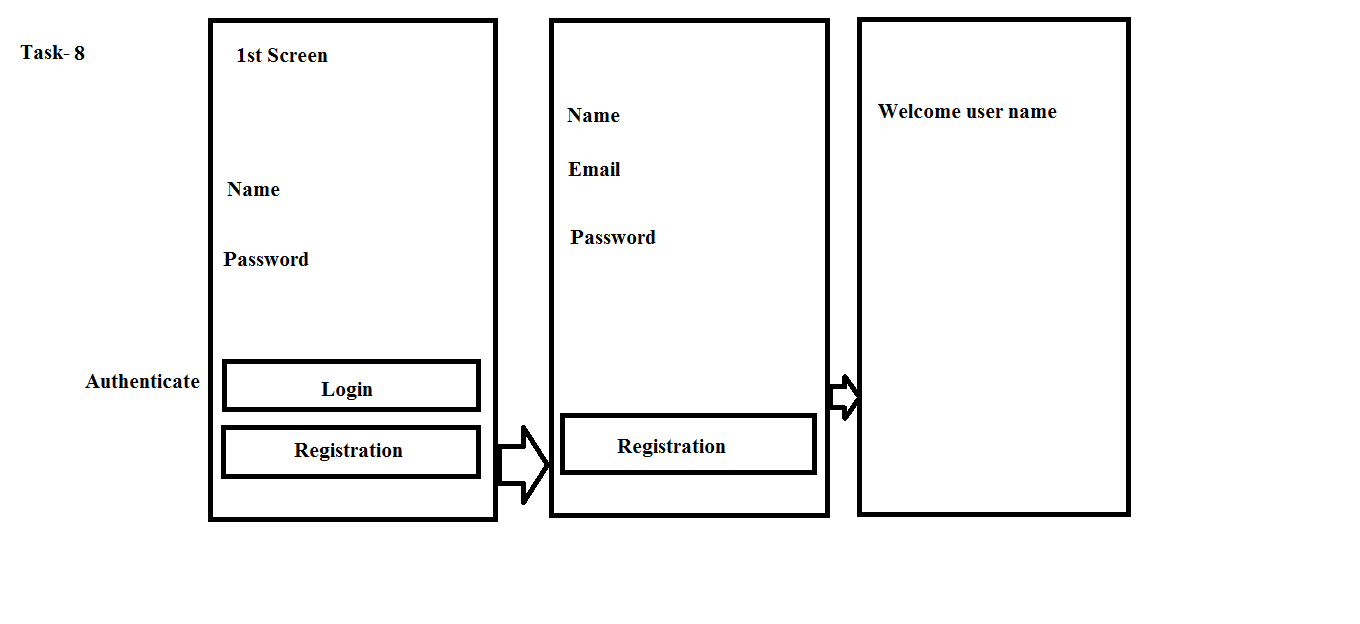 Task- 8
1st Screen
Name
Password
Authenticate
Login
Registration
Name
Email
Password
Registration
Welcome user name